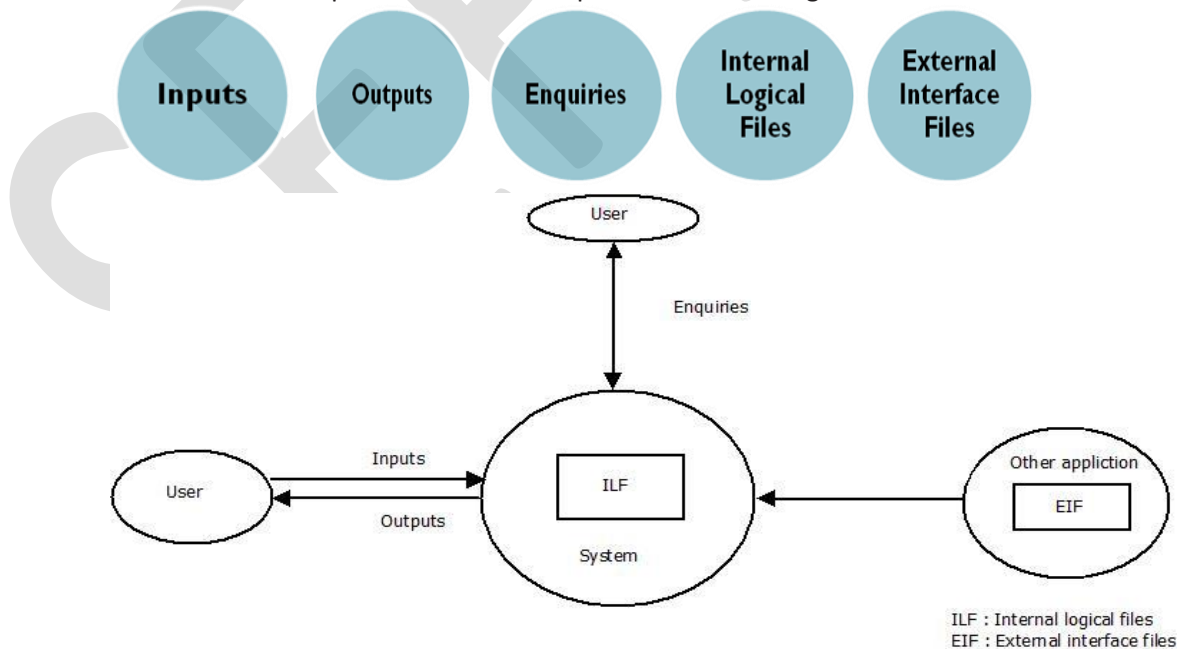 Inputs
Outputs
Enquiries
Internal
Logical
Files
External
Interface
Files
User
Enquiries
Inputs
User
Outputs
ILF
System
Other appliction
EIF
ILF : Internal logical files
EIF : External interface files